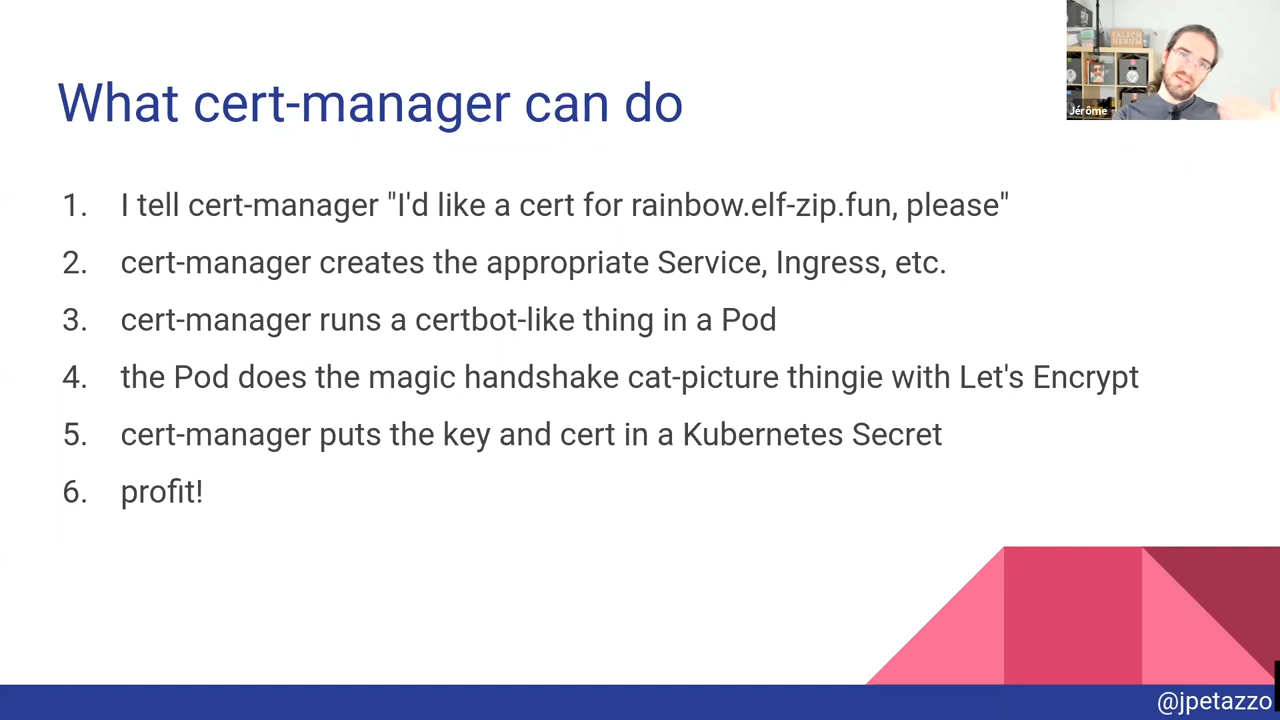 What cert-manager can do
1. I tell cert-manager "I'd like a cert for rainbow.elf-zip.fun, please"
2. cert-manager creates the appropriate Service, Ingress, etc.
3. cert-manager runs a certbot-like thing in a Pod
4. the Pod does the magic handshake cat-picture thingie with Let's Encrypt
5. cert-manager puts the key and cert in a Kubernetes Secret
6. profit!
FALSCH
HERUM
Jérôme
@jpetazzo